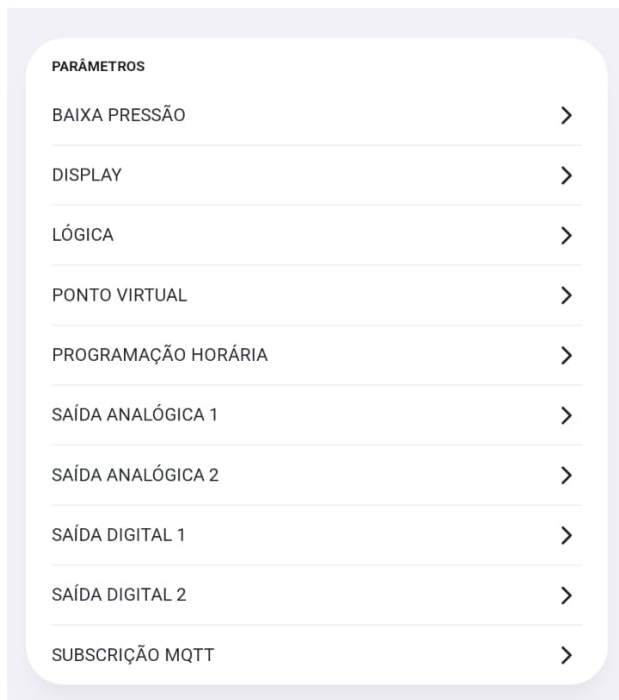 PARÂMETROS
BAIXA PRESSÃO
DISPLAY
LÓGICA
PONTO VIRTUAL
PROGRAMAÇÃO HORÁRIA
SAÍDA ANALÓGICA 1
SAÍDA ANALÓGICA 2
SAÍDA DIGITAL 1
SAÍDA DIGITAL 2
SUBSCRIÇÃO MQTT